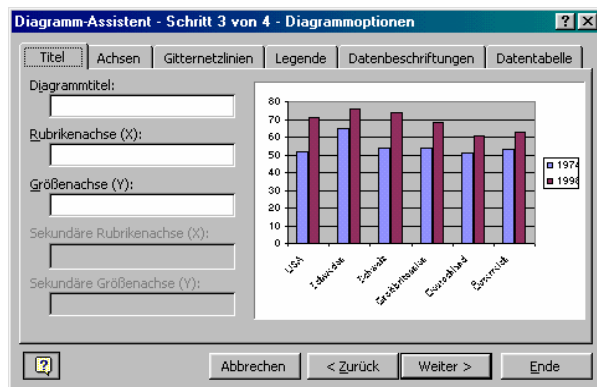 Diagramm-Assistent - Schritt 3 von 4 - Diagrammoptionen
Titel Achsen Gitternetzlinien Legende Datenbeschriftungen Datentabelle
Diagrammtitel:
Rubrikenachse (X):
Größenachse (Y):
Sekundäre Rubrikenachse (X):
Sekundäre Größenachse (Y):
80
70
60
50
40
30
20
10
0
USA
Schweiz
Großbritannien
Deutschland
Österreich
1974
1998
Abbrechen < Zurück Weiter > Ende